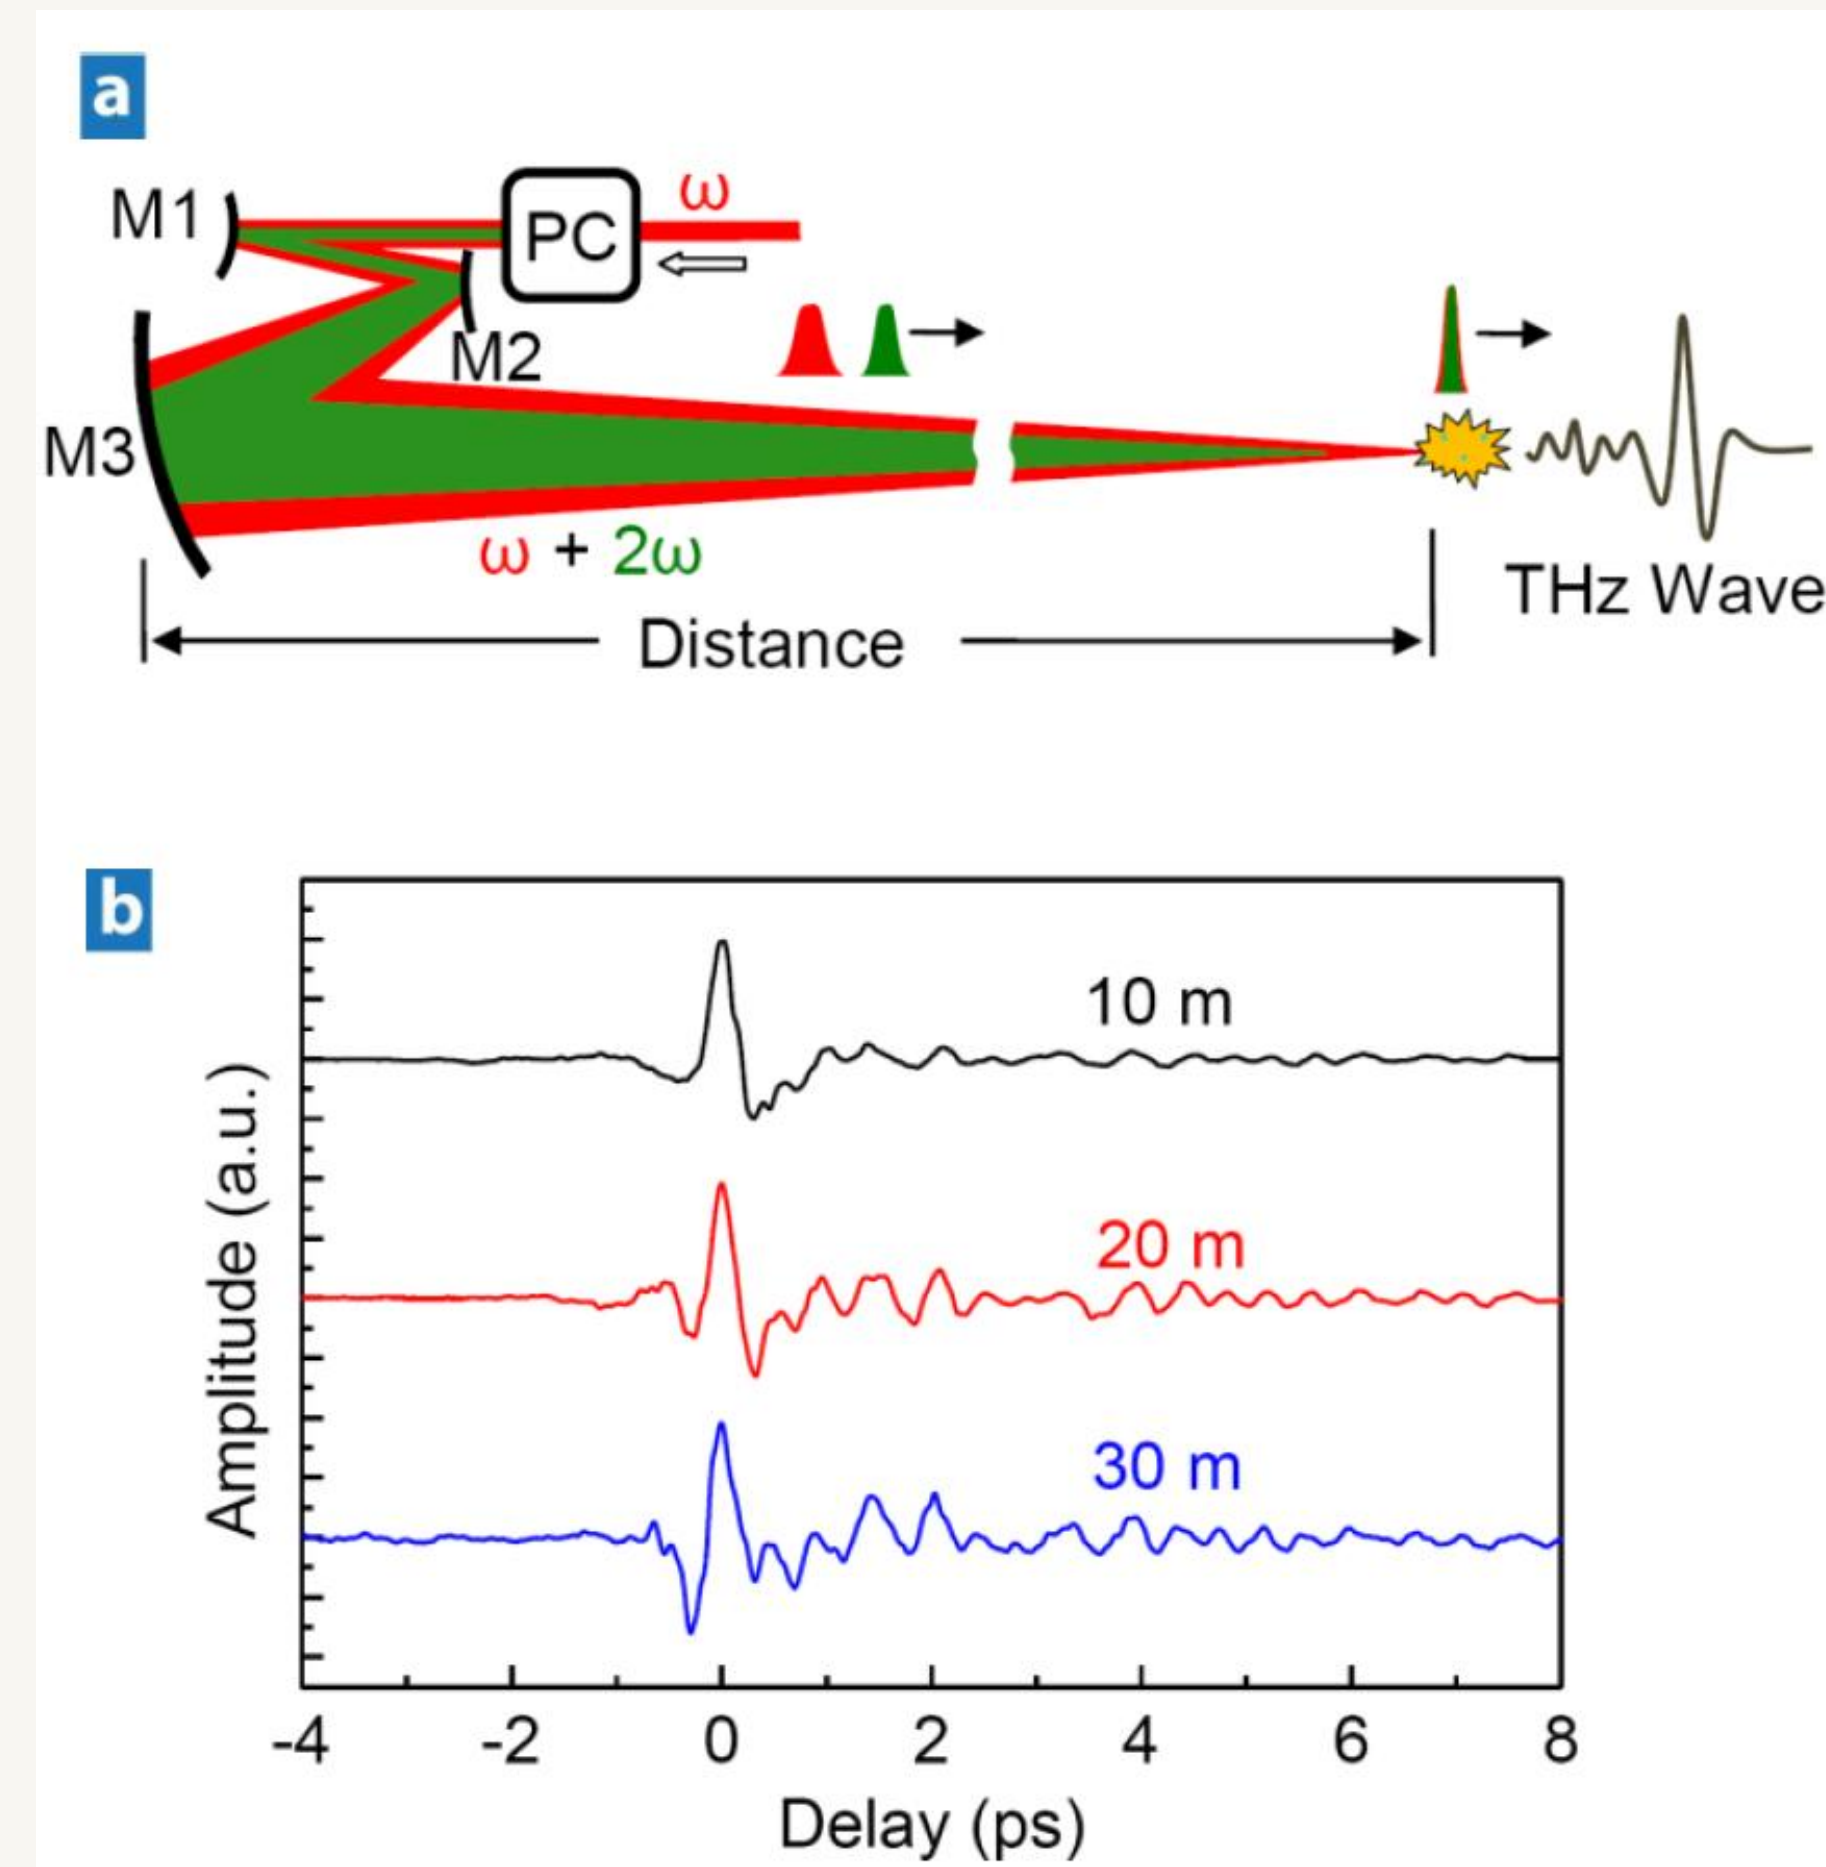 a
M1
PC
ω
M2
M3
ω + 2ω
THz Wave
Distance
b
10 m
20 m
30 m
Amplitude (a.u.)
-4 -2 0 2 4 6 8
Delay (ps)